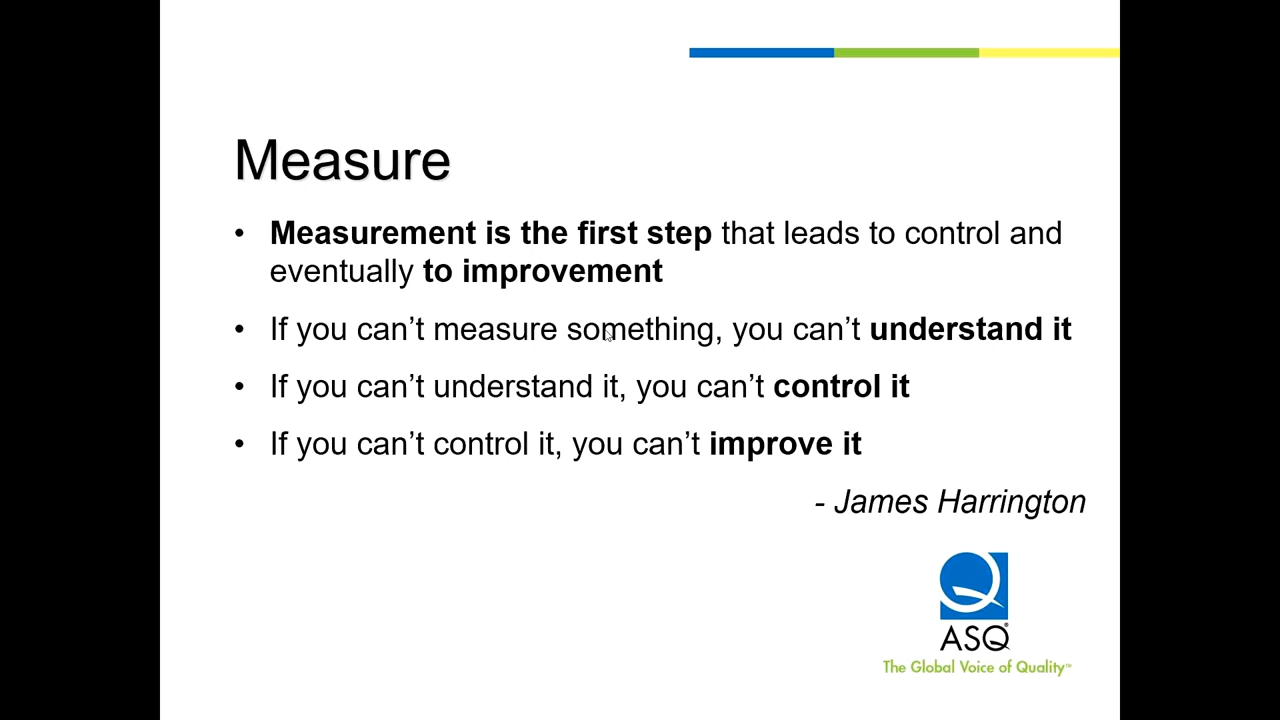 Measure
• Measurement is the first step that leads to control and
eventually to improvement
• If you can’t measure something, you can’t understand it
• If you can’t understand it, you can’t control it
• If you can’t control it, you can’t improve it
- James Harrington
ASQ®
The Global Voice of Quality™